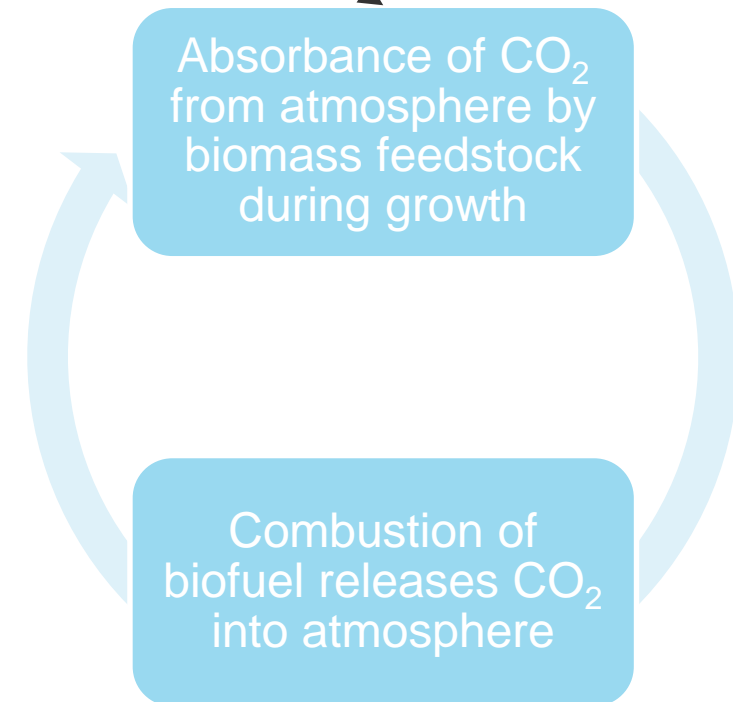 Absorbance of CO₂
from atmosphere by
biomass feedstock
during growth
Combustion of
biofuel releases CO₂
into atmosphere